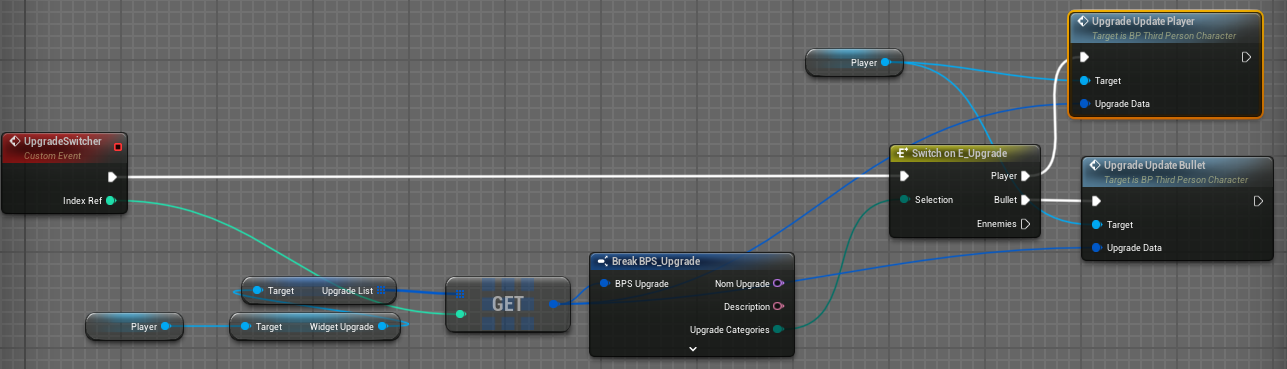 Upgrade Update Player
Target is BP Third Person Character
Target
Upgrade Data
Player
UpgradeSwitcher
Custom Event
Index Ref
Switch on E_Upgrade
Player
Selection
Bullet
Ennemies
Upgrade Update Bullet
Target is BP Third Person Character
Target
Upgrade Data
Target Upgrade List
Player
Target Widget Upgrade
GET
Break BPS_Upgrade
BPS Upgrade
Nom Upgrade
Description
Upgrade Categories